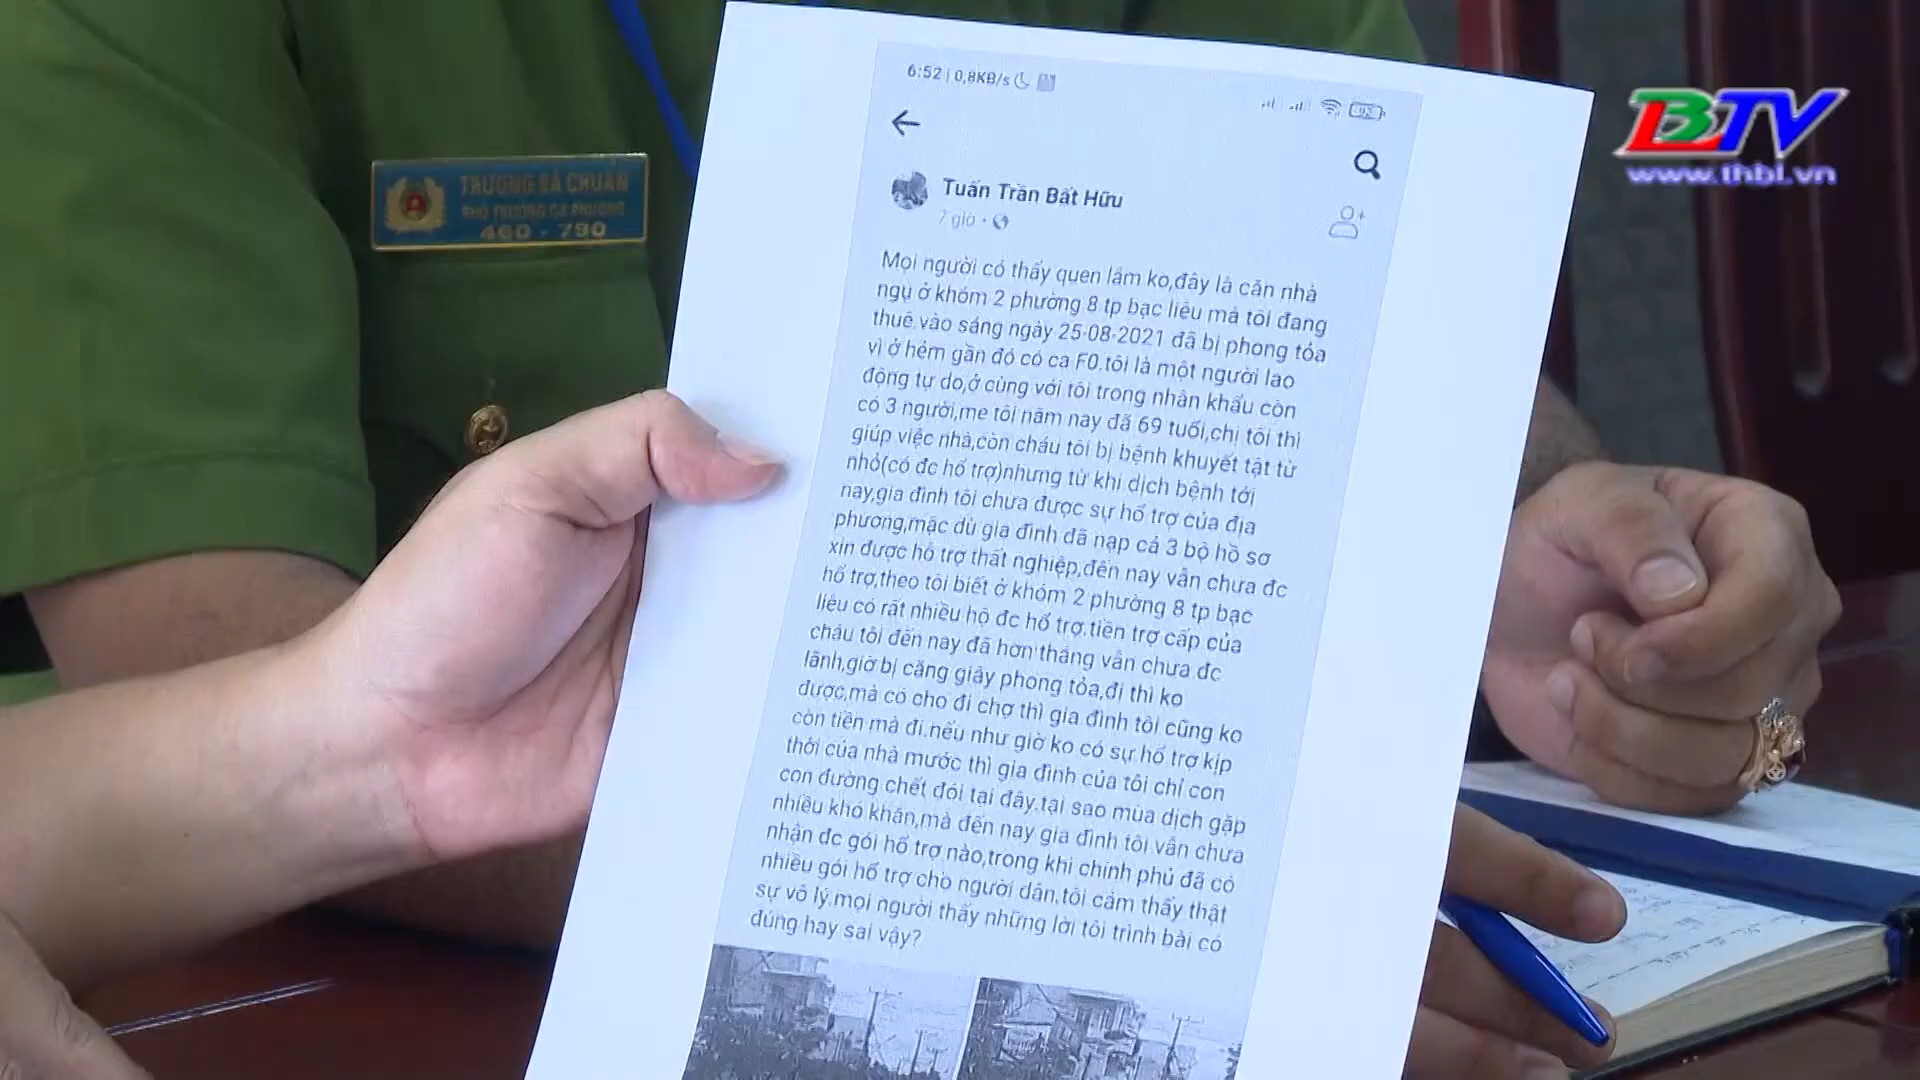 BTV
www.thbl.vn
TRƯƠNG BÁ CHUẨN
PHÓ TRƯỞNG CA PHƯỜNG
460 - 790
6:52 | 0,8KB/s
Tuấn Trần Bất Hữu
7 giờ
Mọi người có thấy quen lắm ko,đây là căn nhà
ngụ ở khóm 2 phường 8 tp bạc liêu mà tôi đang
thuê.vào sáng ngày 25-08-2021 đã bị phong tỏa
vì ở hẻm gần đó có ca F0.tôi là một người lao
động tự do,ở cùng với tôi trong nhân khẩu còn
có 3 người,mẹ tôi năm nay đã 69 tuổi,chị tôi thì
giúp việc nhà,còn cháu tôi bị bệnh khuyết tật từ
nhỏ(có đc hổ trợ)nhưng từ khi dịch bệnh tới
nay,gia đình tôi chưa được sự hổ trợ của địa
phương,mặc dù gia đình đã nạp cả 3 bộ hồ sơ
xin được hỗ trợ thất nghiệp,đến nay vẫn chưa đc
hổ trợ,theo tôi biết ở khóm 2 phường 8 tp bạc
liêu có rất nhiều hộ đc hổ trợ.tiền trợ cấp của
cháu tôi đến nay đã hơn tháng vẫn chưa đc
lãnh,giờ bị căng giây phong tỏa,đi thì ko
được,mà có cho đi chợ thì gia đình tôi cũng ko
còn tiền mà đi.nếu như giờ ko có sự hổ trợ kịp
thời của nhà mước thì gia đình của tôi chỉ con
con đường chết đói tại đây.tại sao mùa dịch gặp
nhiều khó khăn,mà đến nay gia đình tôi vẫn chưa
nhận đc gói hổ trợ nào,trong khi chính phủ đã có
nhiều gói hổ trợ cho người dân,tôi cảm thấy thật
sự vô lý.mọi người thấy những lời tôi trình bài có
đúng hay sai vậy?